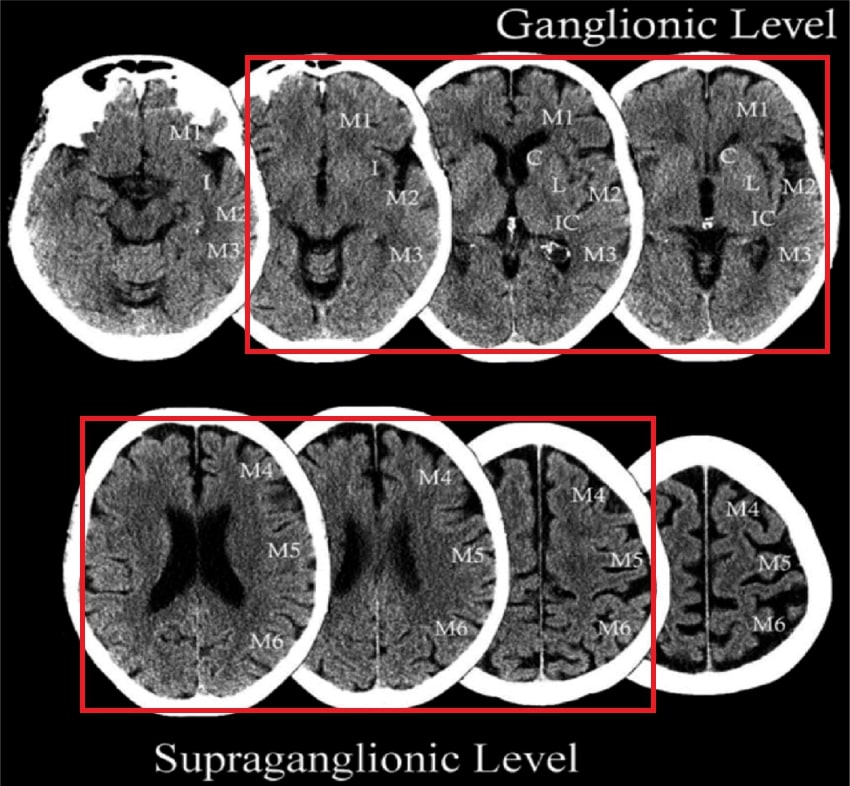 Ganglionic Level
M1 I M2 M3
M1 I M2 M3
M1 C L M2 IC M3
M1 C L M2 IC M3
M4 M5 M6
M4 M5 M6
M4 M5 M6
M4 M5 M6
Supraganglionic Level